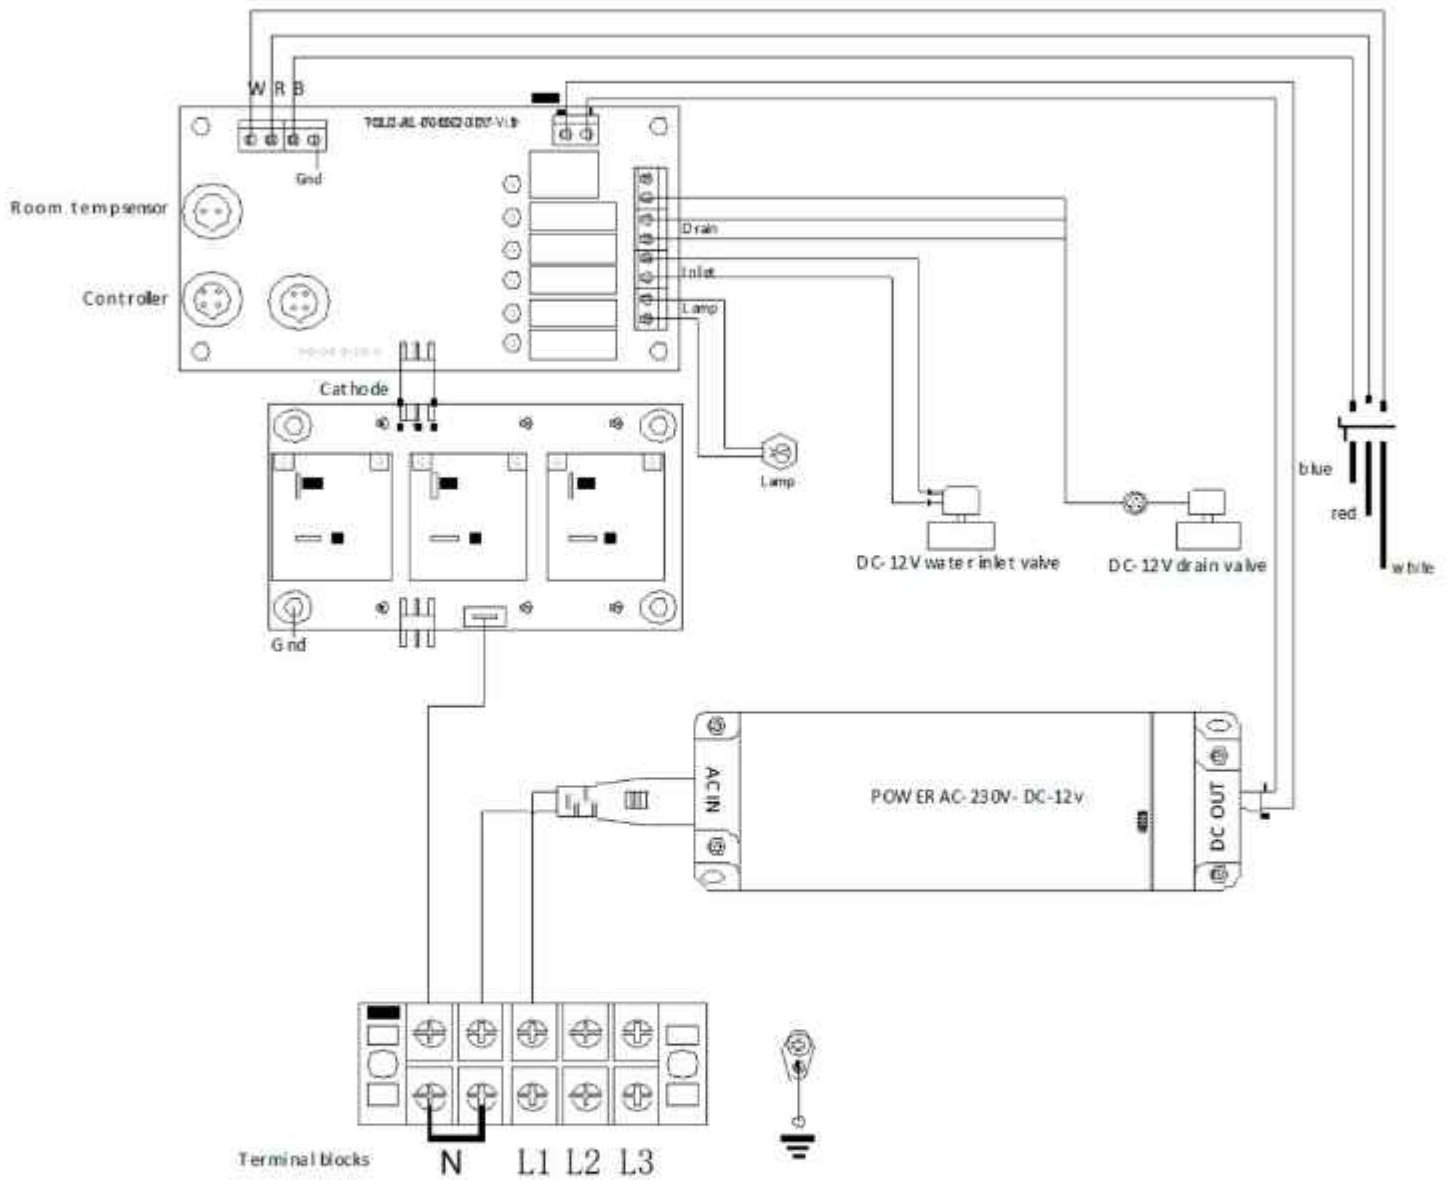 W R B
Gnd
Room tempsensor
Drain
Inlet
Controller
Lamp
Cathode
Lamp
blue
red
DC-12V water inlet valve
DC-12V drain valve
white
Gnd
AC IN
POWER AC-230V-DC-12v
DC OUT
G
Terminal blocks
N L1 L2 L3